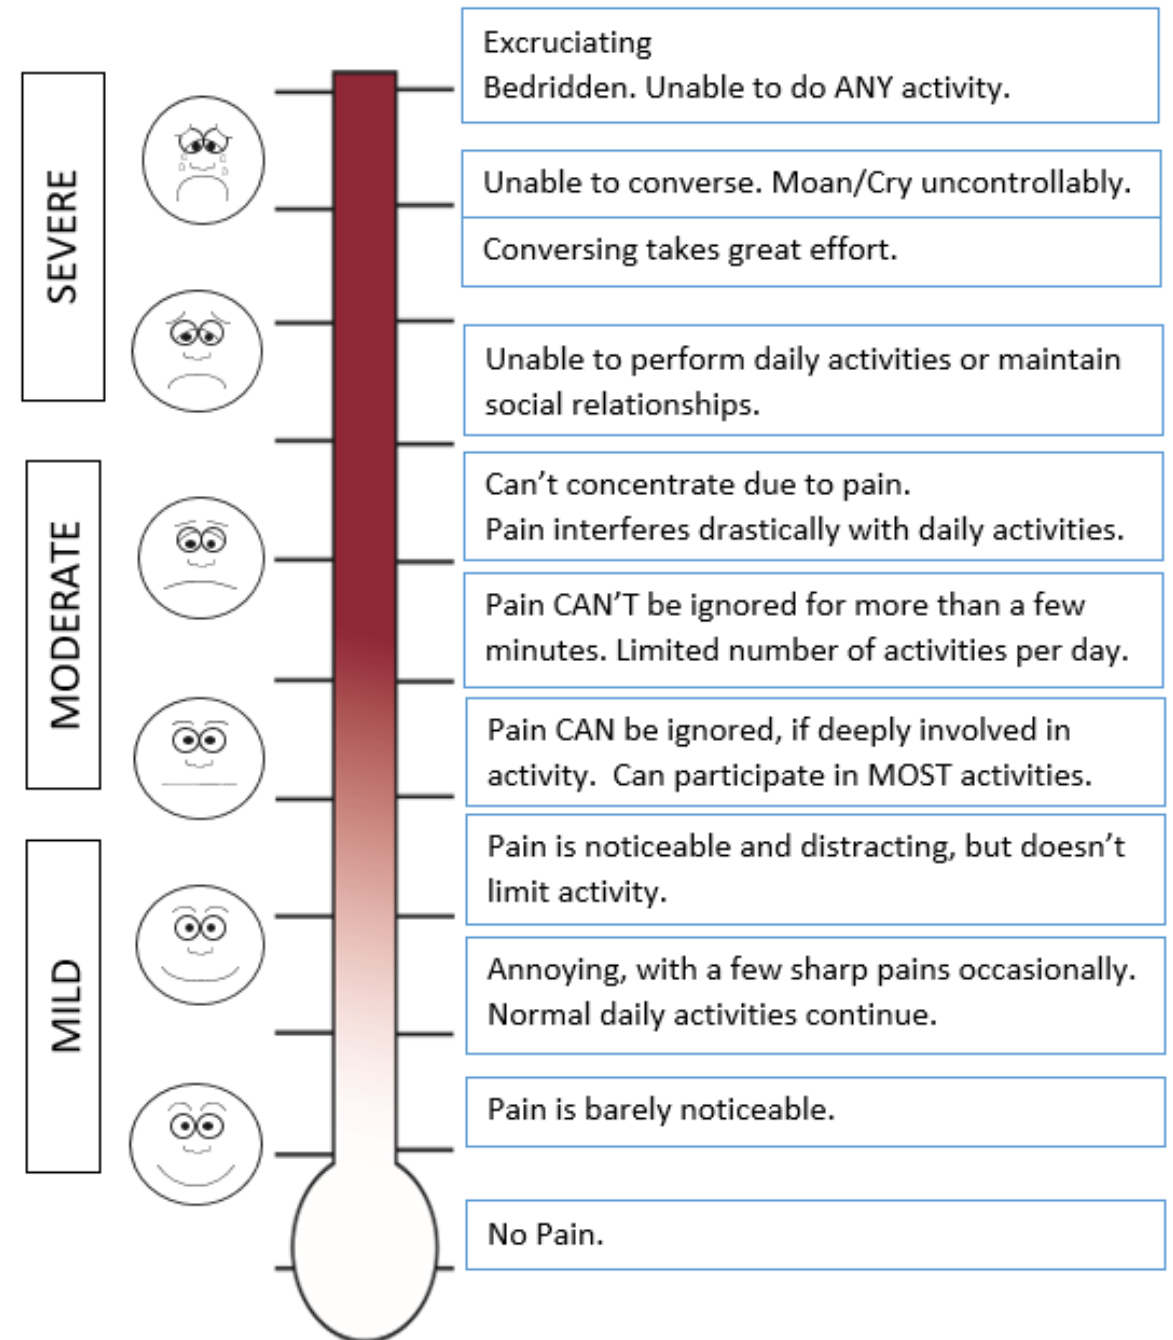 SEVERE
MODERATE
MILD
Excruciating
Bedridden. Unable to do ANY activity.
Unable to converse. Moan/Cry uncontrollably.
Conversing takes great effort.
Unable to perform daily activities or maintain
social relationships.
Can’t concentrate due to pain.
Pain interferes drastically with daily activities.
Pain CAN’T be ignored for more than a few
minutes. Limited number of activities per day.
Pain CAN be ignored, if deeply involved in
activity.  Can participate in MOST activities.
Pain is noticeable and distracting, but doesn’t
limit activity.
Annoying, with a few sharp pains occasionally.
Normal daily activities continue.
Pain is barely noticeable.
No Pain.